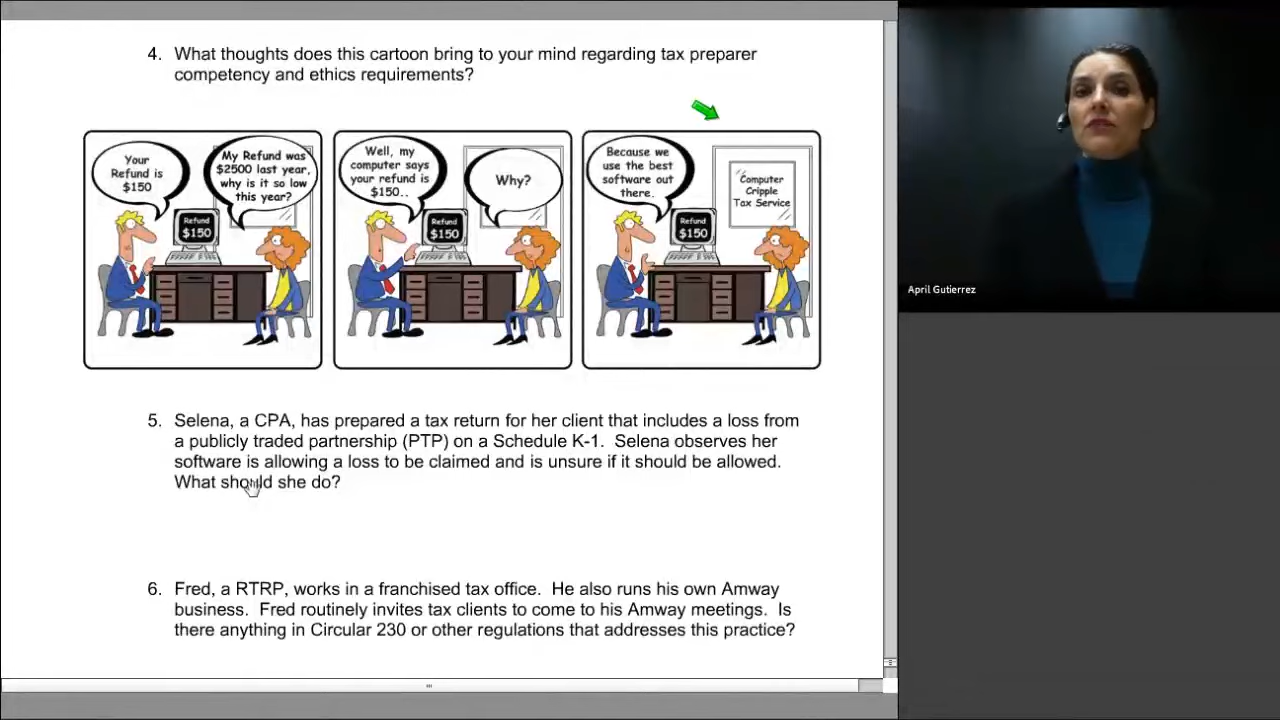 4. What thoughts does this cartoon bring to your mind regarding tax preparer
competency and ethics requirements?
Your
Refund is
$150
My Refund was
$2500 last year,
why is it so low
this year?
Refund
$150
Well, my
computer says
your refund is
$150..
Why?
Refund
$150
Because we
use the best
software out
there.
Refund
$150
Computer
Cripple
Tax Service
5. Selena, a CPA, has prepared a tax return for her client that includes a loss from
a publicly traded partnership (PTP) on a Schedule K-1. Selena observes her
software is allowing a loss to be claimed and is unsure if it should be allowed.
What should she do?
6. Fred, a RTRP, works in a franchised tax office. He also runs his own Amway
business. Fred routinely invites tax clients to come to his Amway meetings. Is
there anything in Circular 230 or other regulations that addresses this practice?
April Gutierrez